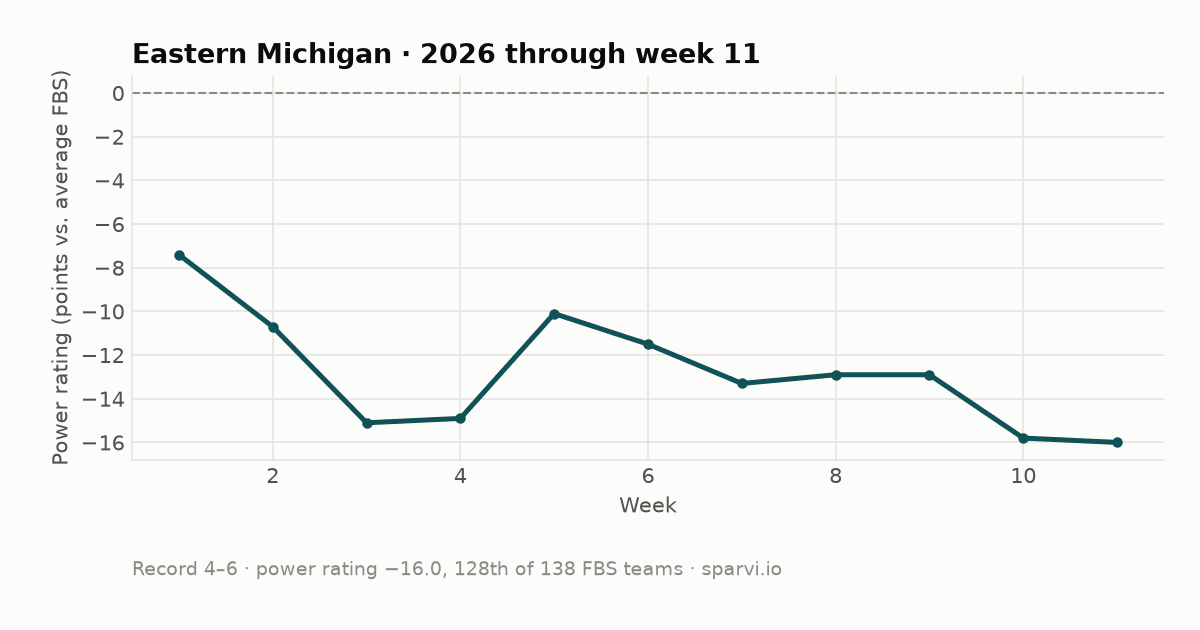 Eastern Michigan · 2026 through week 11
Power rating (points vs. average FBS)
0
−2
−4
−6
−8
−10
−12
−14
−16
2 4 6 8 10
Week
Record 4–6 · power rating −16.0, 128th of 138 FBS teams · sparvi.io